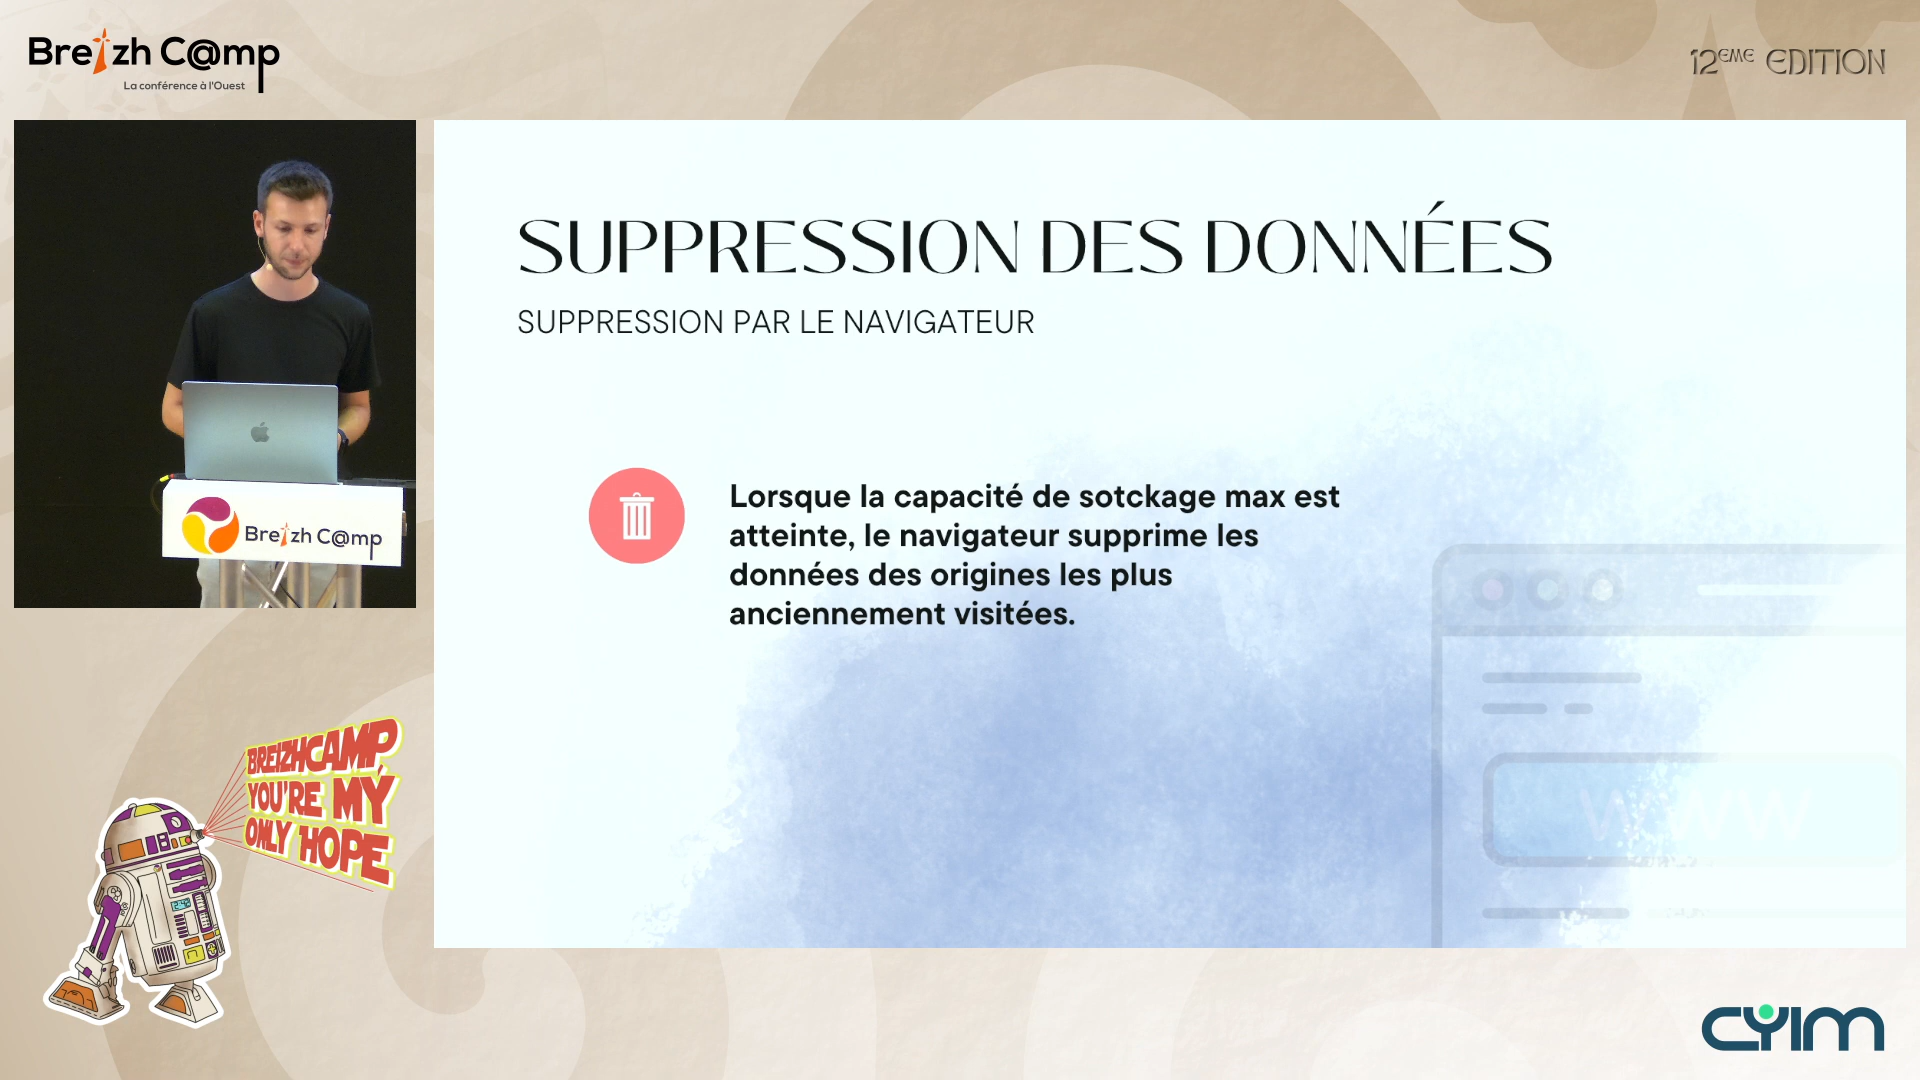 Breizh C@mp
La conférence à l'Ouest
12EME EDITION
SUPPRESSION DES DONNÉES
SUPPRESSION PAR LE NAVIGATEUR
Lorsque la capacité de sotckage max est
atteinte, le navigateur supprime les
données des origines les plus
anciennement visitées.
WWW
Breizh C@mp
BREIZHCAMP,
YOU'RE MY
ONLY HOPE
CYIM